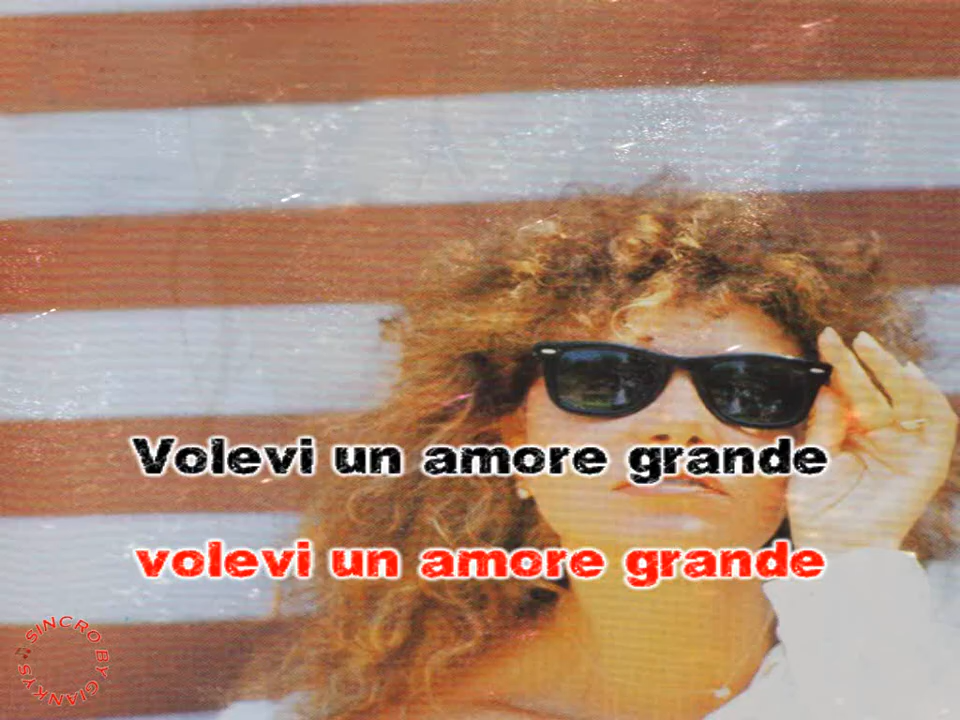 Volevi un amore grande
volevi un amore grande
SINCRO BY GIANKYS